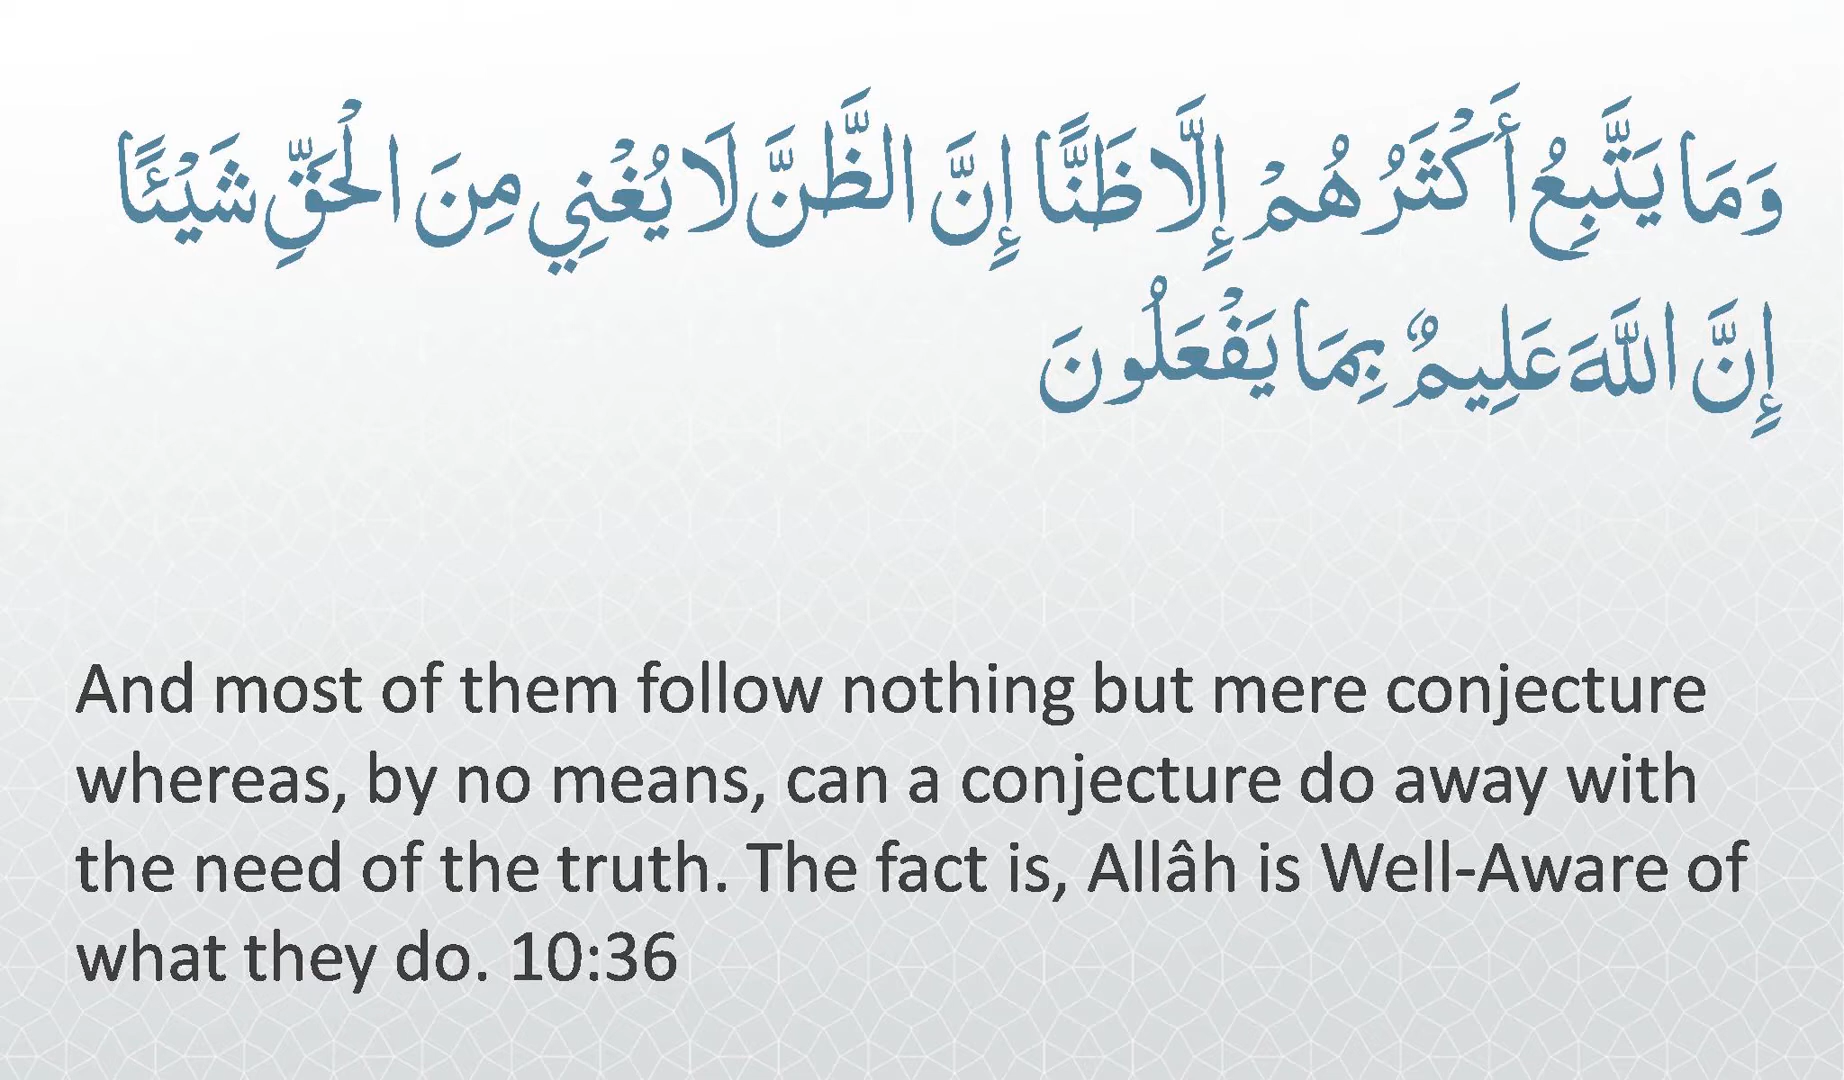 وَمَا يَتَّبِعُ أَكْثَرُهُمْ إِلَّا ظَنًّا إِنَّ الظَّنَّ لَا يُغْنِي مِنَ الْحَقِّ شَيْئًا
إِنَّ اللَّهَ عَلِيمٌ بِمَا يَفْعَلُونَ
And most of them follow nothing but mere conjecture
whereas, by no means, can a conjecture do away with
the need of the truth. The fact is, Allâh is Well-Aware of
what they do. 10:36